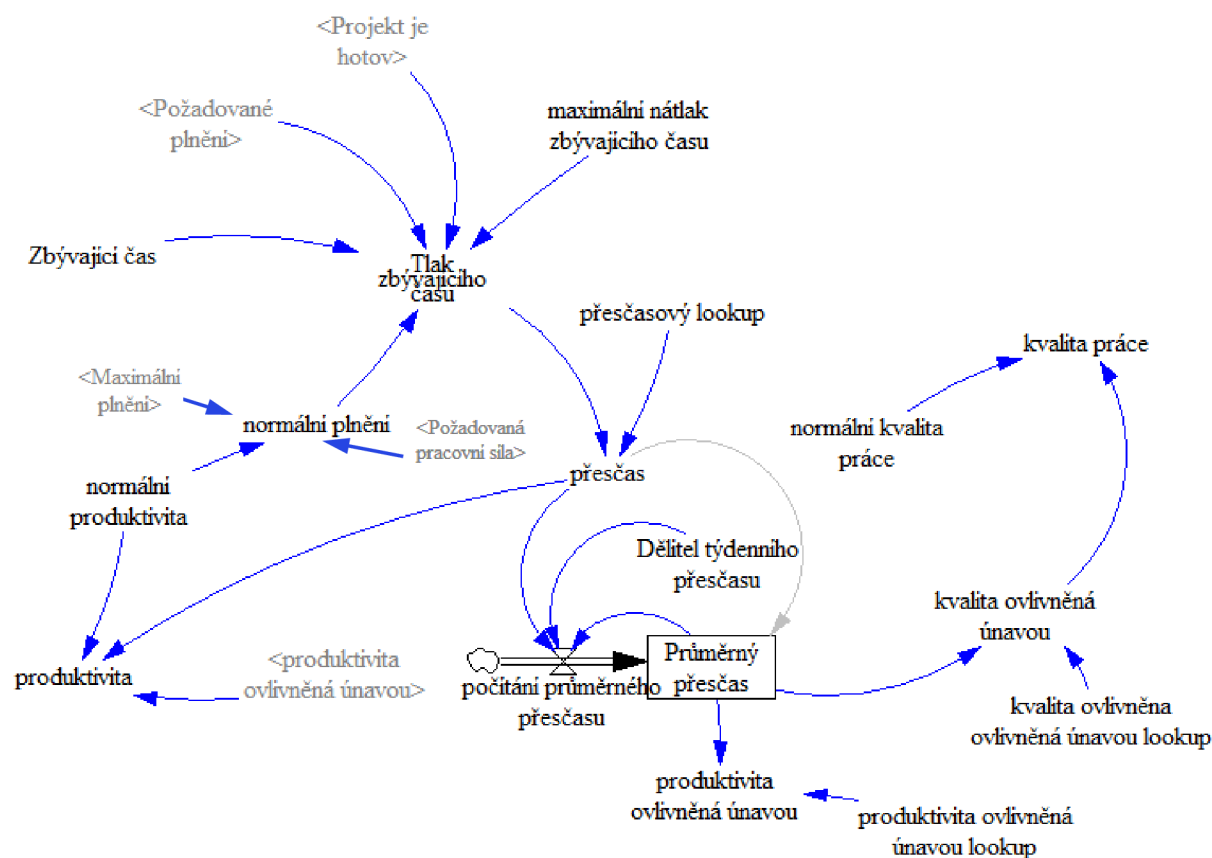 <Projekt je
hotov>
<Požadované
plnění>
maximální nátlak
zbývajícího času
Zbývající čas
Tlak
zbývajícího
času
přesčasový lookup
kvalita práce
<Maximální
plnění>
normální plnění
<Požadovaná
pracovní síla>
normální kvalita
práce
přesčas
normální
produktivita
Dělitel týdenního
přesčasu
kvalita ovlivněná
únavou
produktivita
<produktivita
ovlivněná únavou>
počítání průměrného
přesčasu
Průměrný
přesčas
kvalita ovlivněna
ovlivněná únavou lookup
produktivita
ovlivněná únavou
produktivita ovlivněná
únavou lookup